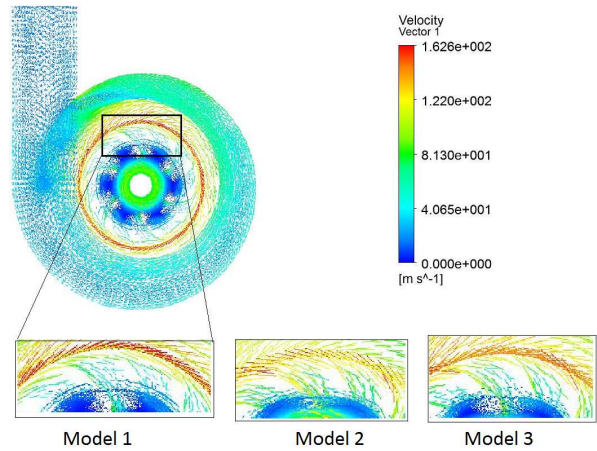 Velocity
Vector 1
1.626e+002
1.220e+002
8.130e+001
4.065e+001
0.000e+000
[m s^-1]
Model 1
Model 2
Model 3